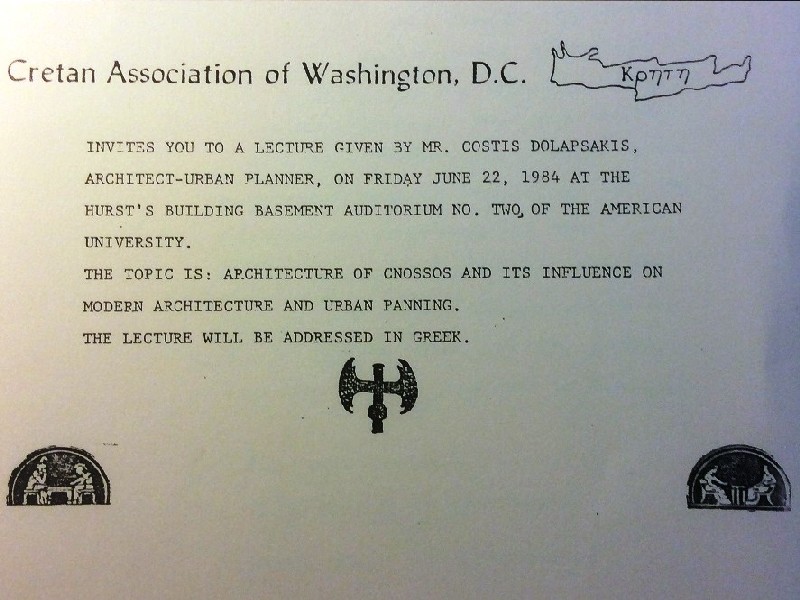 Cretan Association of Washington, D.C.
Κρητη
INVITES YOU TO A LECTURE GIVEN BY MR. COSTIS DOLAPSAKIS,
ARCHITECT-URBAN PLANNER, ON FRIDAY JUNE 22, 1984 AT THE
HURST'S BUILDING BASEMENT AUDITORIUM NO. TWO, OF THE AMERICAN
UNIVERSITY.
THE TOPIC IS: ARCHITECTURE OF CNOSSOS AND ITS INFLUENCE ON
MODERN ARCHITECTURE AND URBAN PANNING.
THE LECTURE WILL BE ADDRESSED IN GREEK.